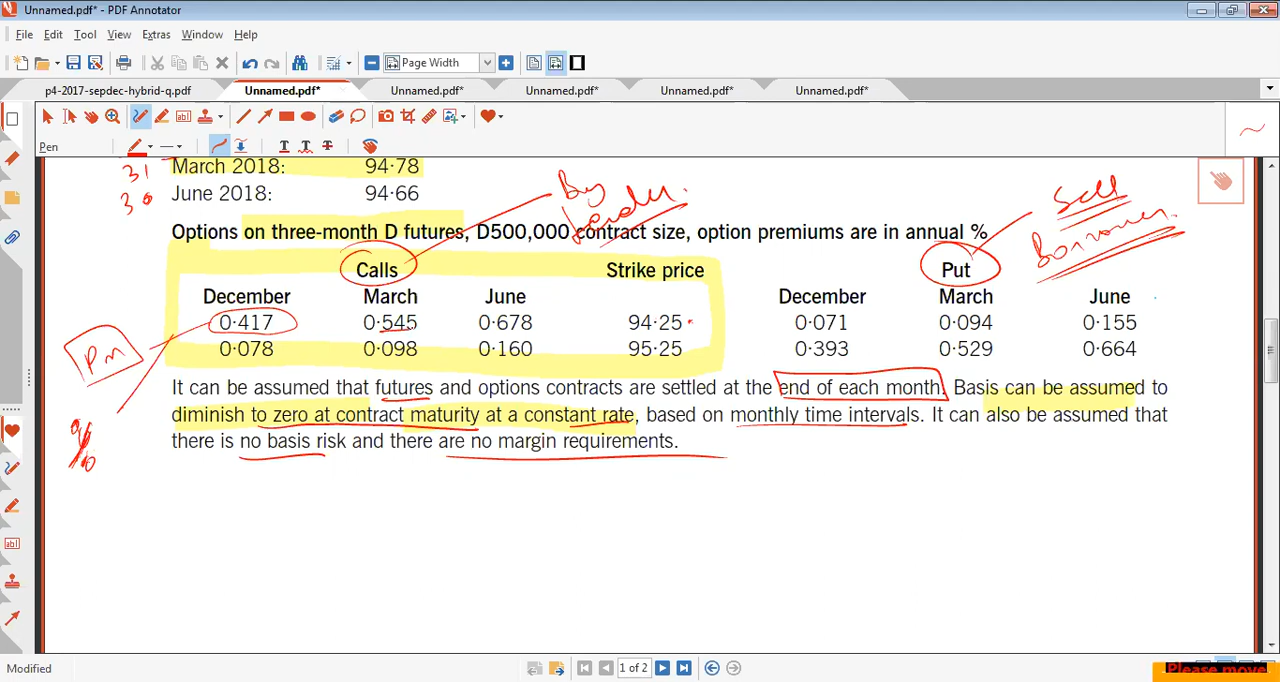 Unnamed.pdf* - PDF Annotator
File Edit Tool View Extras Window Help
Page Width
p4-2017-sepdec-hybrid-q.pdf Unnamed.pdf* Unnamed.pdf* Unnamed.pdf* Unnamed.pdf* Unnamed.pdf*
Pen
31 March 2018: 94·78
30 June 2018: 94·66
Buy
Lender.
Sell
Borrower.
Options on three-month D futures, D500,000 contract size, option premiums are in annual %
Calls Strike price Put
December March June December March June
0·417 0·545 0·678 94·25 0·071 0·094 0·155
0·078 0·098 0·160 95·25 0·393 0·529 0·664
Pm
%
It can be assumed that futures and options contracts are settled at the end of each month. Basis can be assumed to
diminish to zero at contract maturity at a constant rate, based on monthly time intervals. It can also be assumed that
there is no basis risk and there are no margin requirements.
Modified
1 of 2
Please move